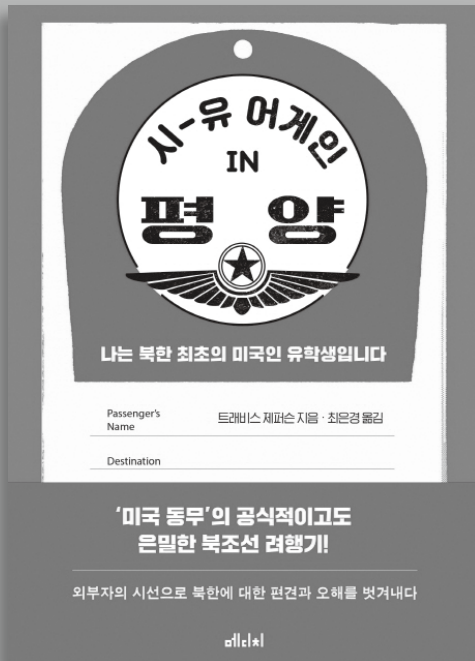 시-유 어게인
IN
평양
나는 북한 최초의 미국인 유학생입니다
Passenger's
Name
트래비스 제퍼슨 지음 · 최은경 옮김
Destination
‘미국 동무’의 공식적이고도
은밀한 북조선 려행기!
외부자의 시선으로 북한에 대한 편견과 오해를 벗겨내다
메디치